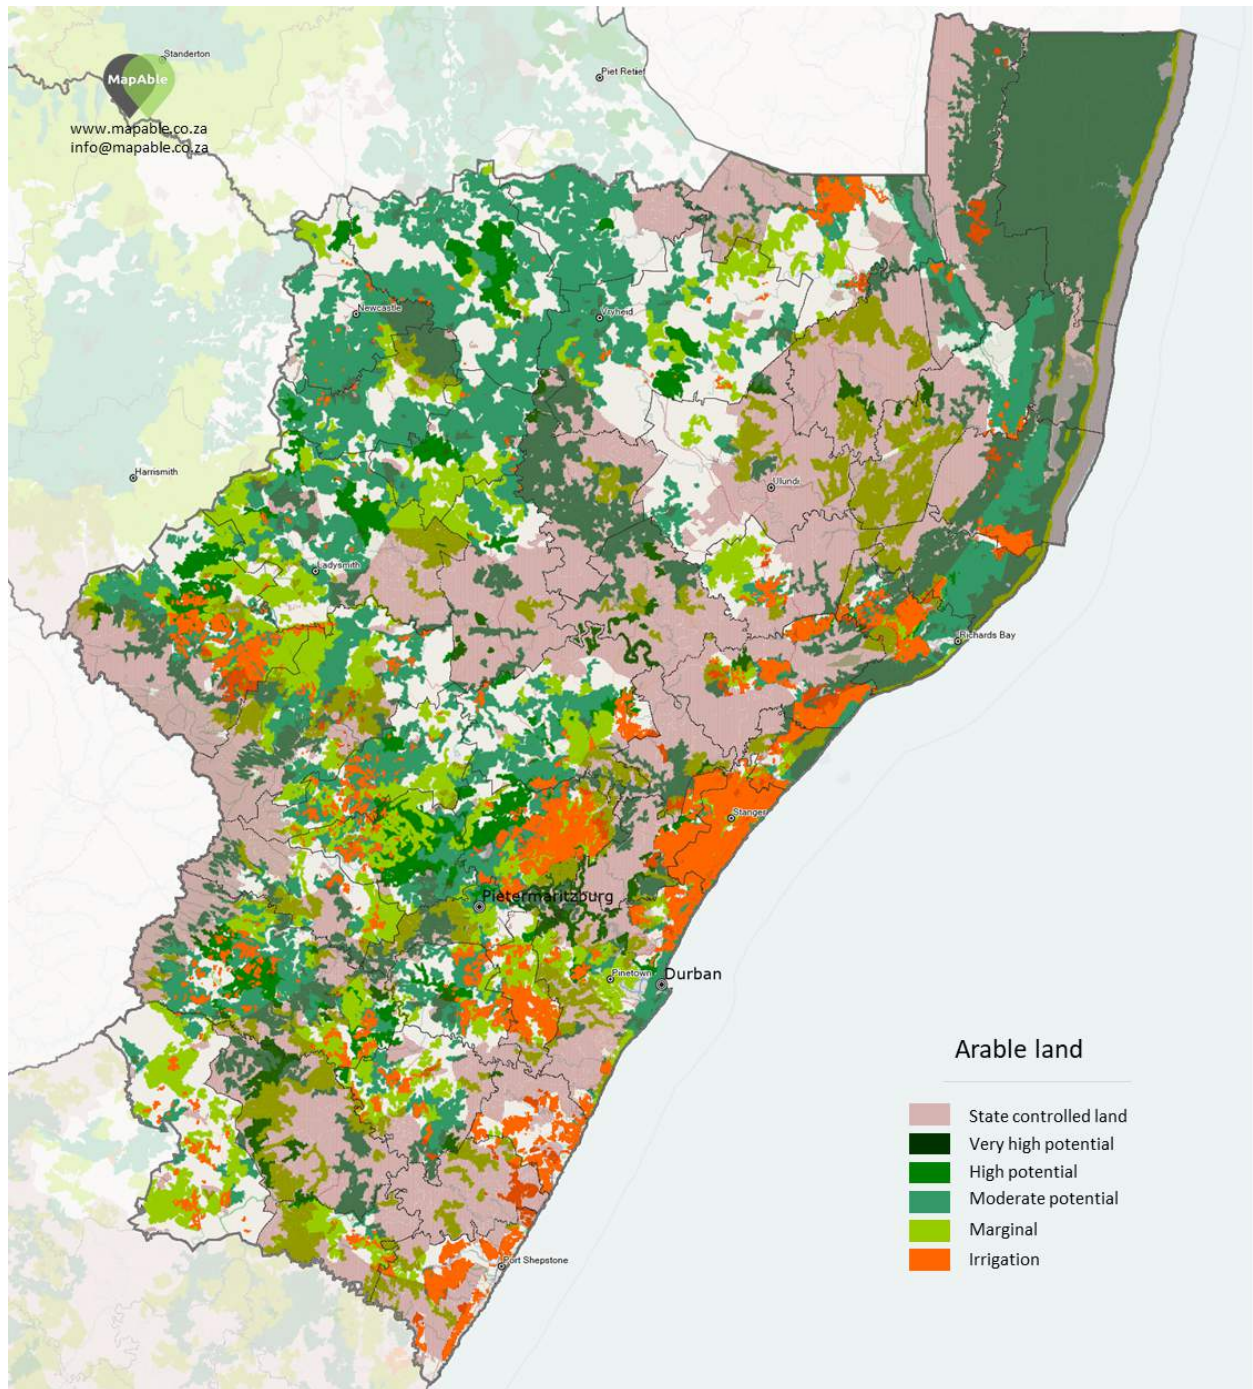 Standerton
MapAble
Piet Retief
www.mapable.co.za
info@mapable.co.za
Newcastle
Vryheid
Harrismith
Ulundi
Ladysmith
Richards Bay
Stanger
Pietermaritzburg
Pinetown
Durban
Arable land
State controlled land
Very high potential
High potential
Moderate potential
Marginal
Irrigation
Port Shepstone